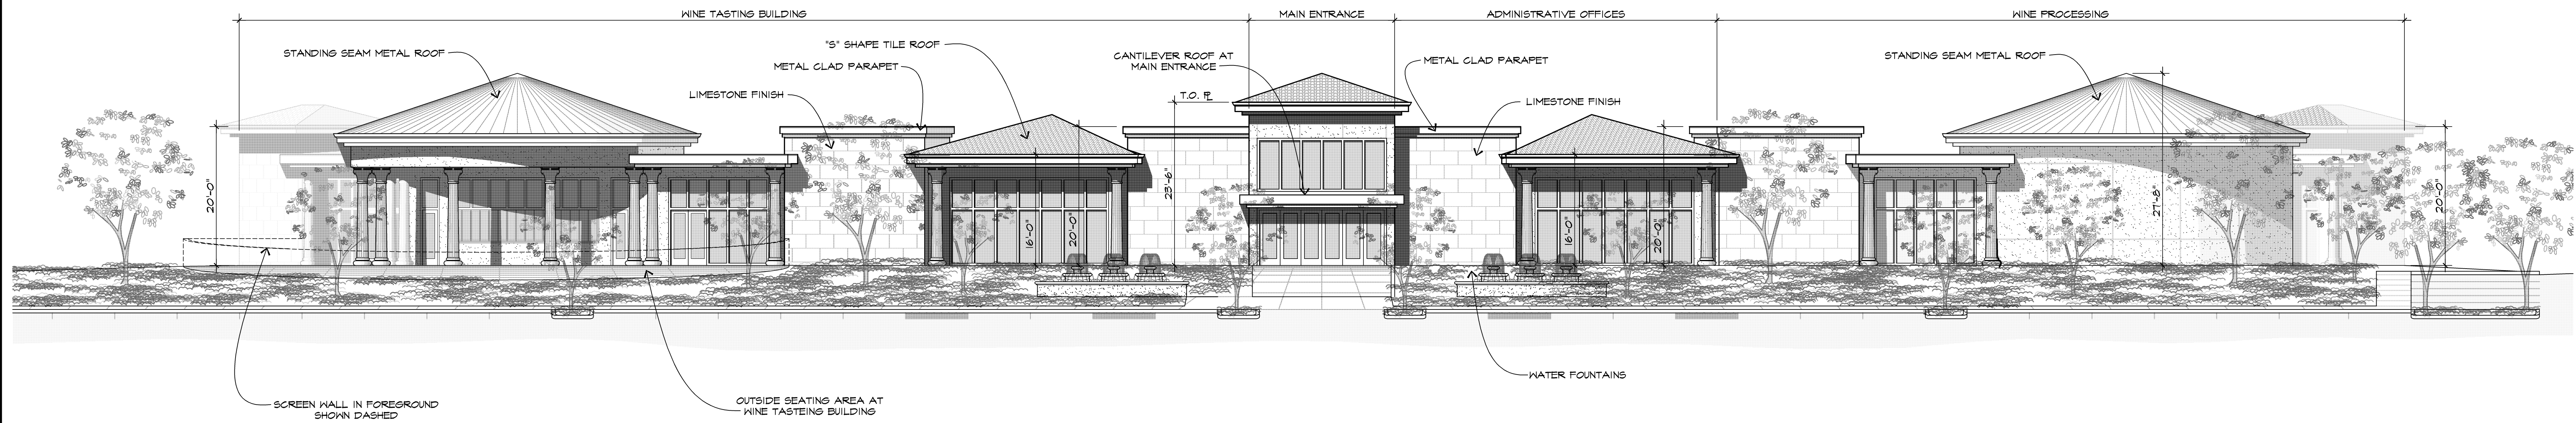 WINE TASTING BUILDING
MAIN ENTRANCE
ADMINISTRATIVE OFFICES
WINE PROCESSING
STANDING SEAM METAL ROOF
"S" SHAPE TILE ROOF
METAL CLAD PARAPET
LIMESTONE FINISH
CANTILEVER ROOF AT
MAIN ENTRANCE
T.O. PL
METAL CLAD PARAPET
LIMESTONE FINISH
STANDING SEAM METAL ROOF
20'-0"
16'-0"
20'-0"
23'-6"
16'-0"
20'-0"
27'-8"
20'-0"
SCREEN WALL IN FOREGROUND
SHOWN DASHED
OUTSIDE SEATING AREA AT
WINE TASTEING BUILDING
WATER FOUNTAINS